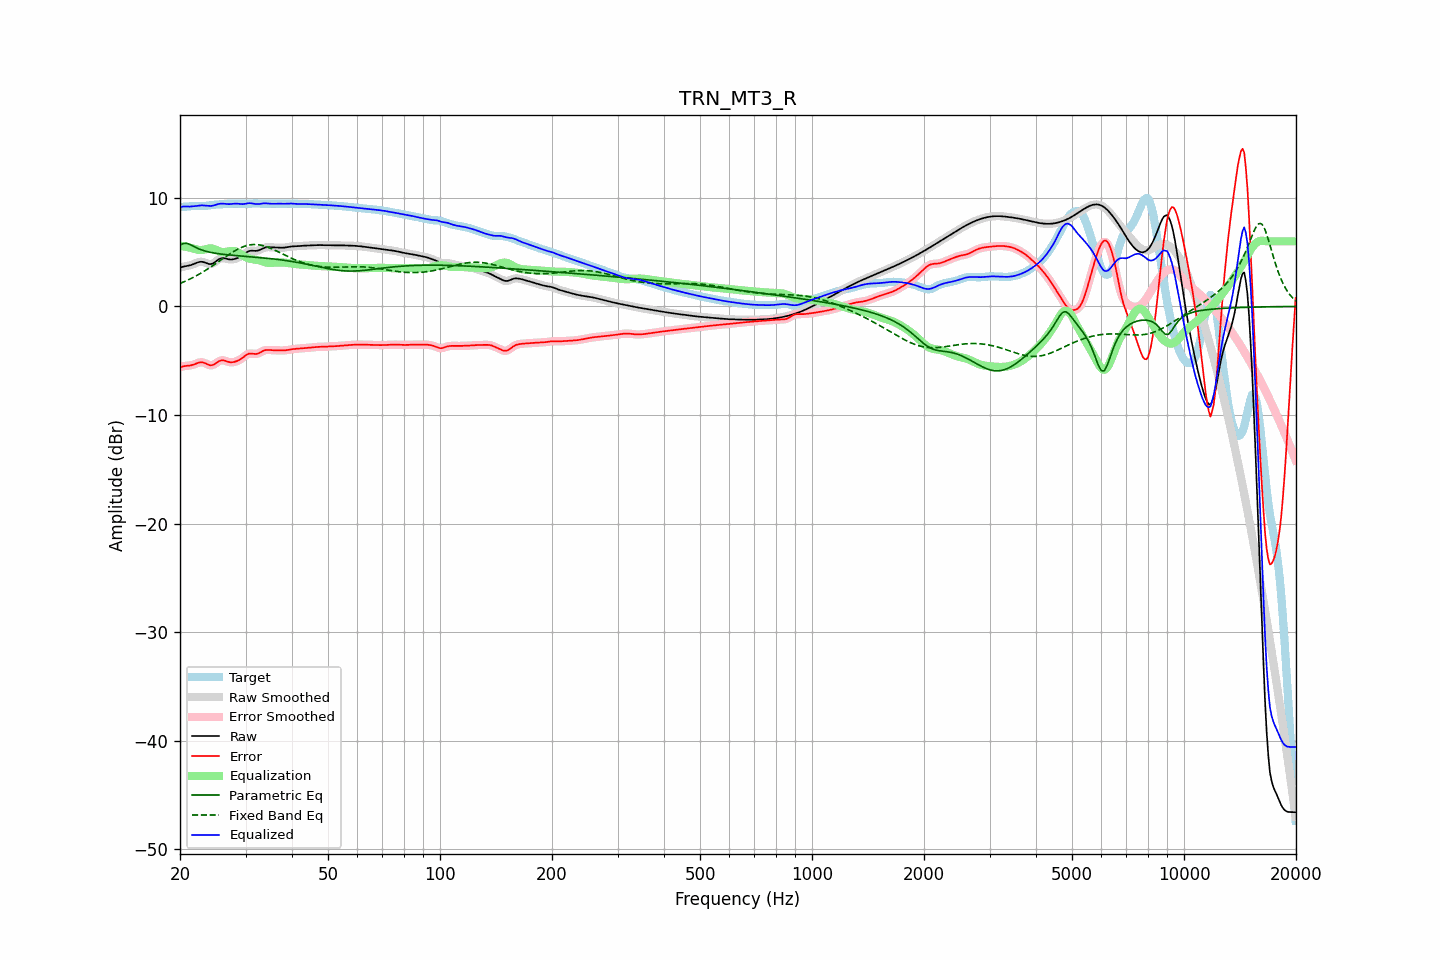 TRN_MT3_R
Amplitude (dBr)
10
0
−10
−20
−30
−40
−50
Target
Raw Smoothed
Error Smoothed
Raw
Error
Equalization
Parametric Eq
Fixed Band Eq
Equalized
20 50 100 200 500 1000 2000 5000 10000 20000
Frequency (Hz)